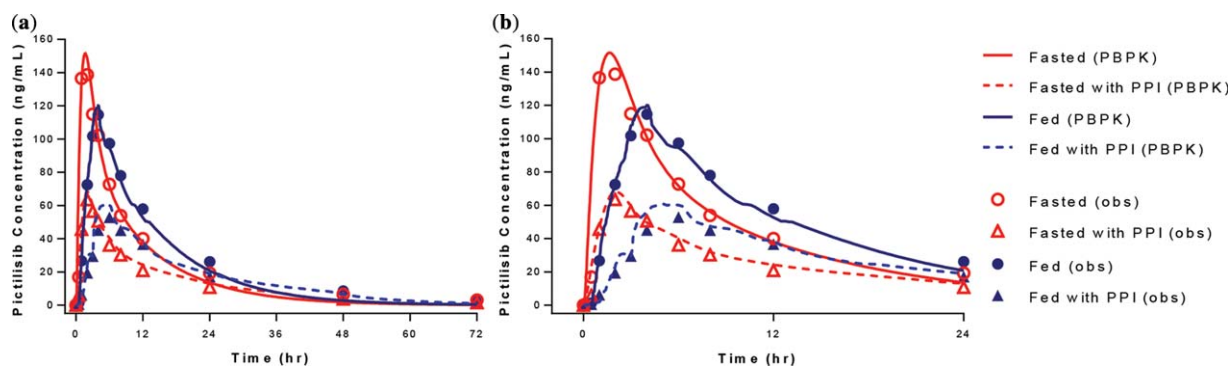 (a)
Pictilisib Concentration (ng/mL)
160
140
120
100
80
60
40
20
0
0 12 24 36 48 60 72
Time (hr)
(b)
Pictilisib Concentration (ng/mL)
160
140
120
100
80
60
40
20
0
0 12 24
Time (hr)
Fasted (PBPK)
Fasted with PPI (PBPK)
Fed (PBPK)
Fed with PPI (PBPK)
Fasted (obs)
Fasted with PPI (obs)
Fed (obs)
Fed with PPI (obs)